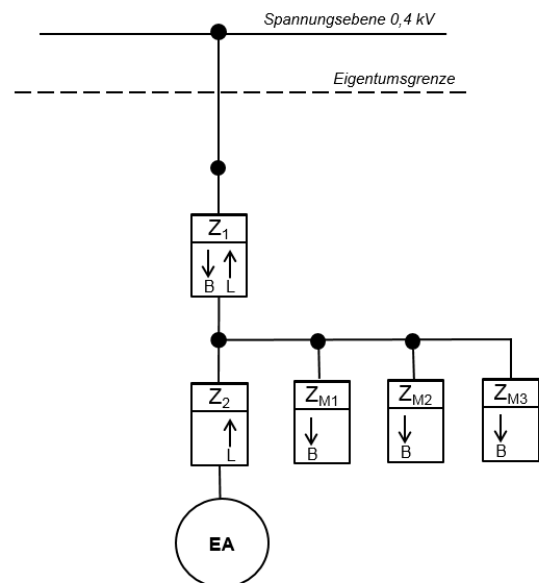 Spannungsebene 0,4 kV
Eigentumsgrenze
Z1
B L
Z2 ZM1 ZM2 ZM3
L B B B
EA